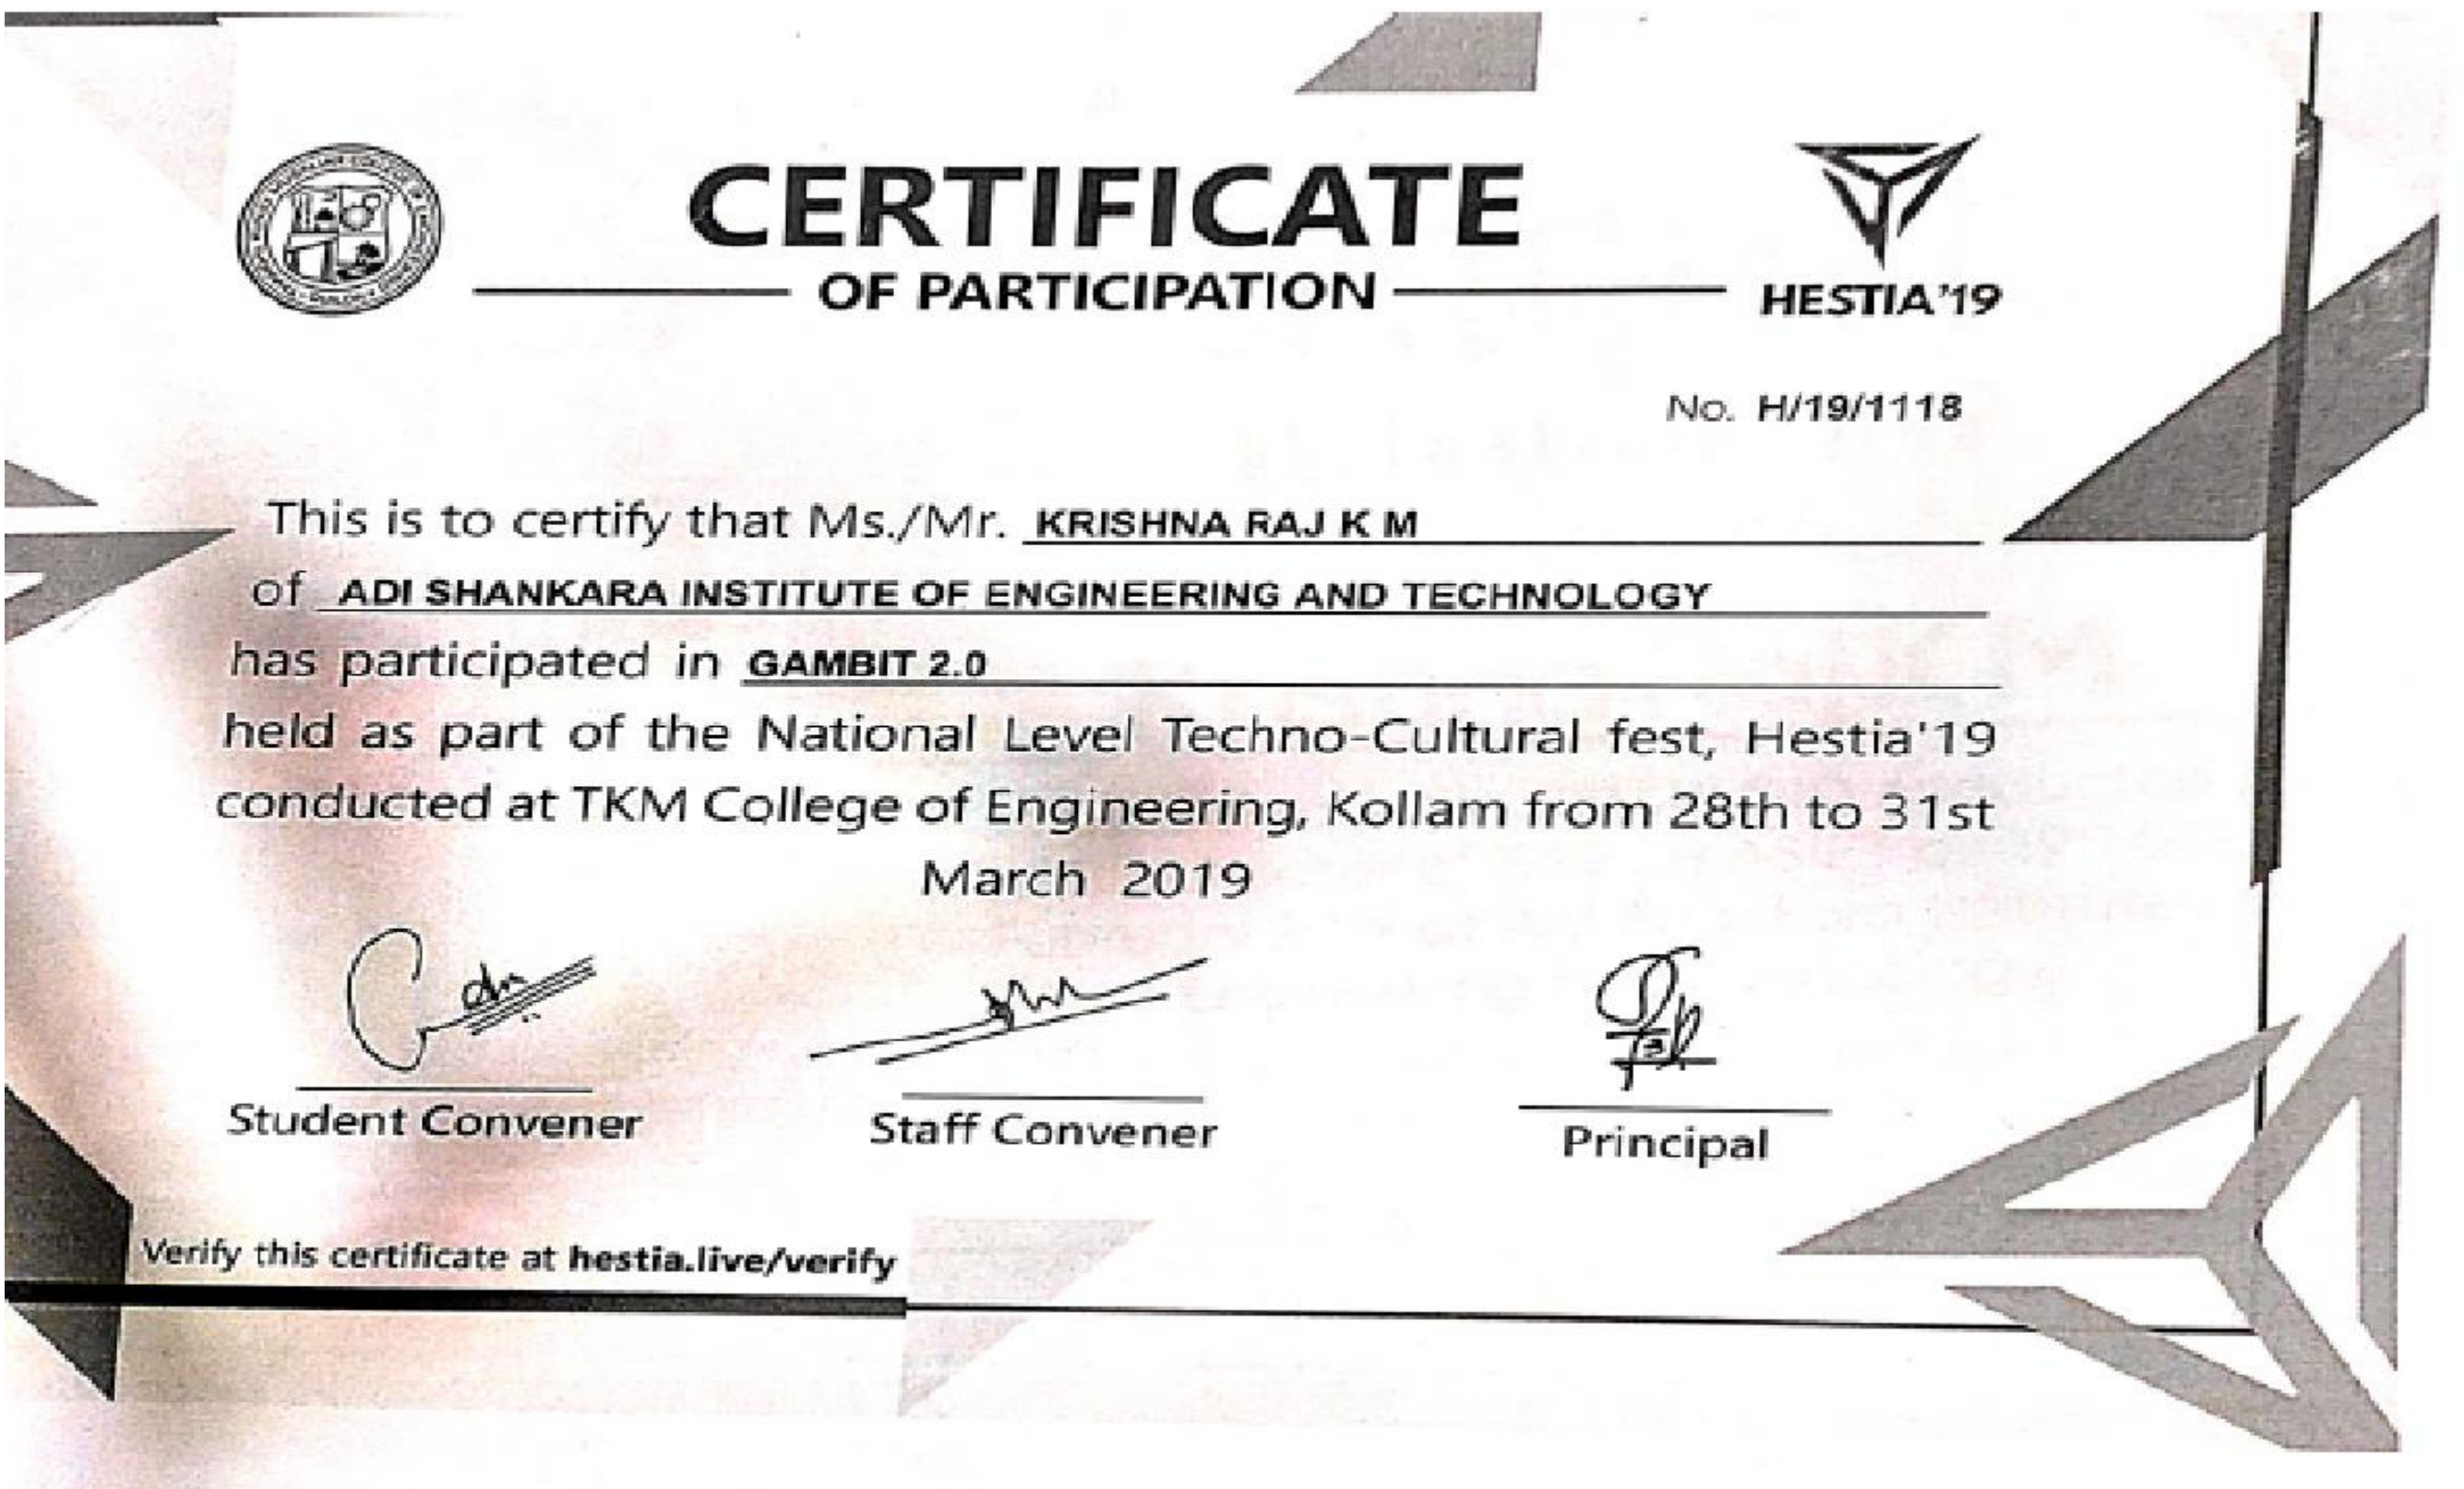 CERTIFICATE
OF PARTICIPATION
HESTIA'19
No. H/19/1118
This is to certify that Ms./Mr. KRISHNA RAJ K M
of ADI SHANKARA INSTITUTE OF ENGINEERING AND TECHNOLOGY
has participated in GAMBIT 2.0
held as part of the National Level Techno-Cultural fest, Hestia'19
conducted at TKM College of Engineering, Kollam from 28th to 31st
March 2019
Student Convener
Staff Convener
Principal
Verify this certificate at hestia.live/verify